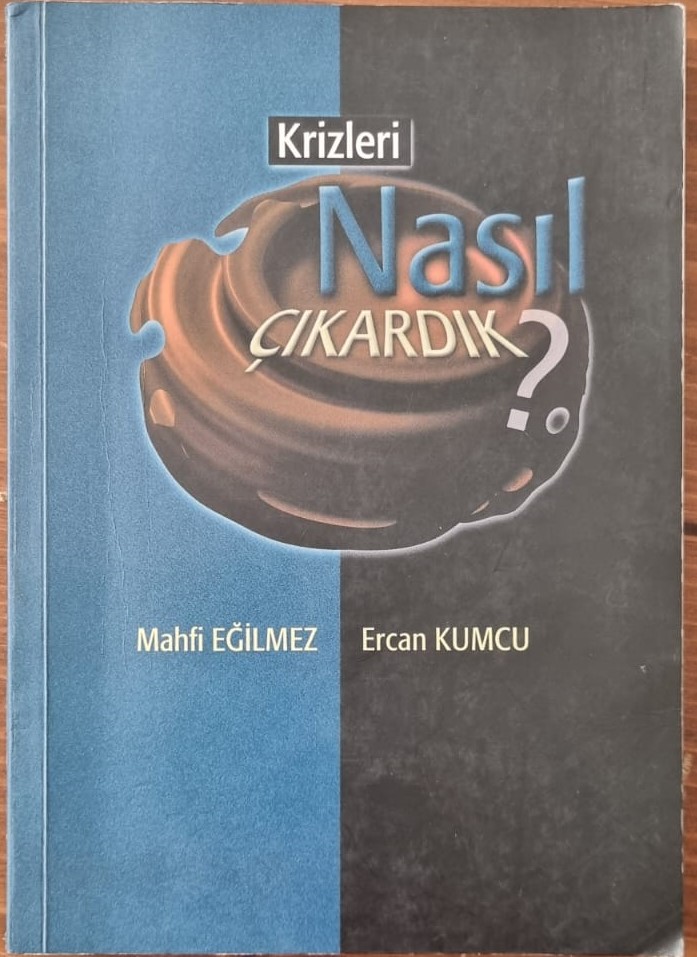 Krizleri
Nasıl
ÇIKARDIK?
Mahfi EĞİLMEZ
Ercan KUMCU